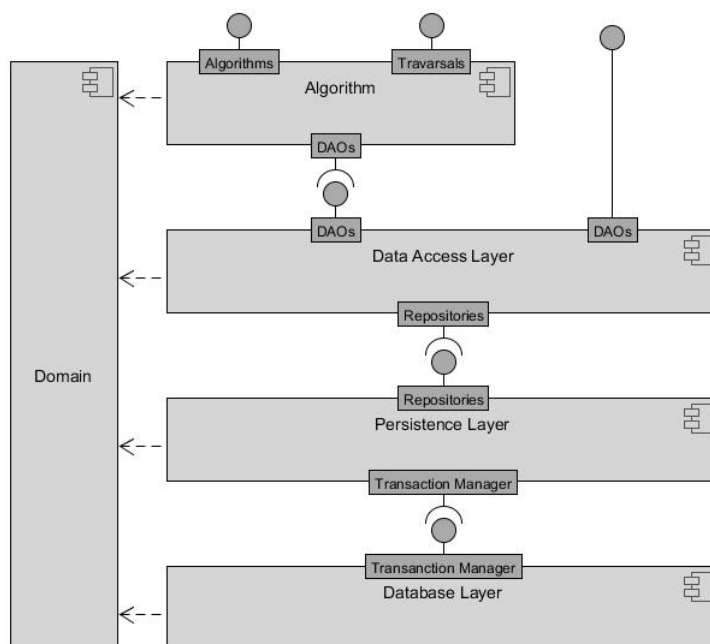 Algorithms
Travarsals
Algorithm
DAOs
DAOs
DAOs
Data Access Layer
Repositories
Domain
Repositories
Persistence Layer
Transaction Manager
Transanction Manager
Database Layer